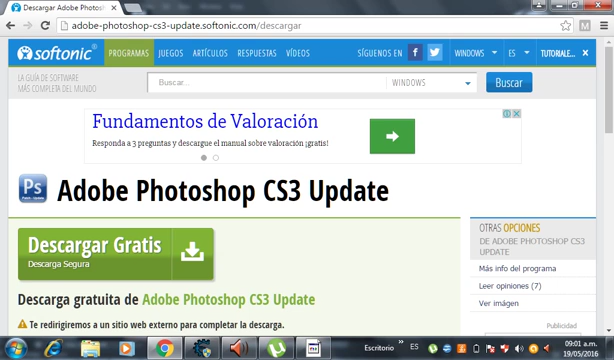 Descargar Adobe Photosh
adobe-photoshop-cs3-update.softonic.com/descargar
softonic
PROGRAMAS JUEGOS ARTÍCULOS RESPUESTAS VÍDEOS SÍGUENOS EN WINDOWS ES TUTORIALE...
LA GUÍA DE SOFTWARE
MÁS COMPLETA DEL MUNDO
Buscar... WINDOWS Buscar
Fundamentos de Valoración
Responda a 3 preguntas y descargue el manual sobre valoración ¡gratis!
Ps
Adobe Photoshop CS3 Update
Descargar Gratis
Descarga Segura
Descarga gratuita de Adobe Photoshop CS3 Update
Te redirigiremos a un sitio web externo para completar la descarga.
OTRAS OPCIONES
DE ADOBE PHOTOSHOP CS3
UPDATE
Más info del programa
Leer opiniones (7)
Ver imágen
Publicidad
Escritorio » ES 09:01 a.m.
19/05/2016